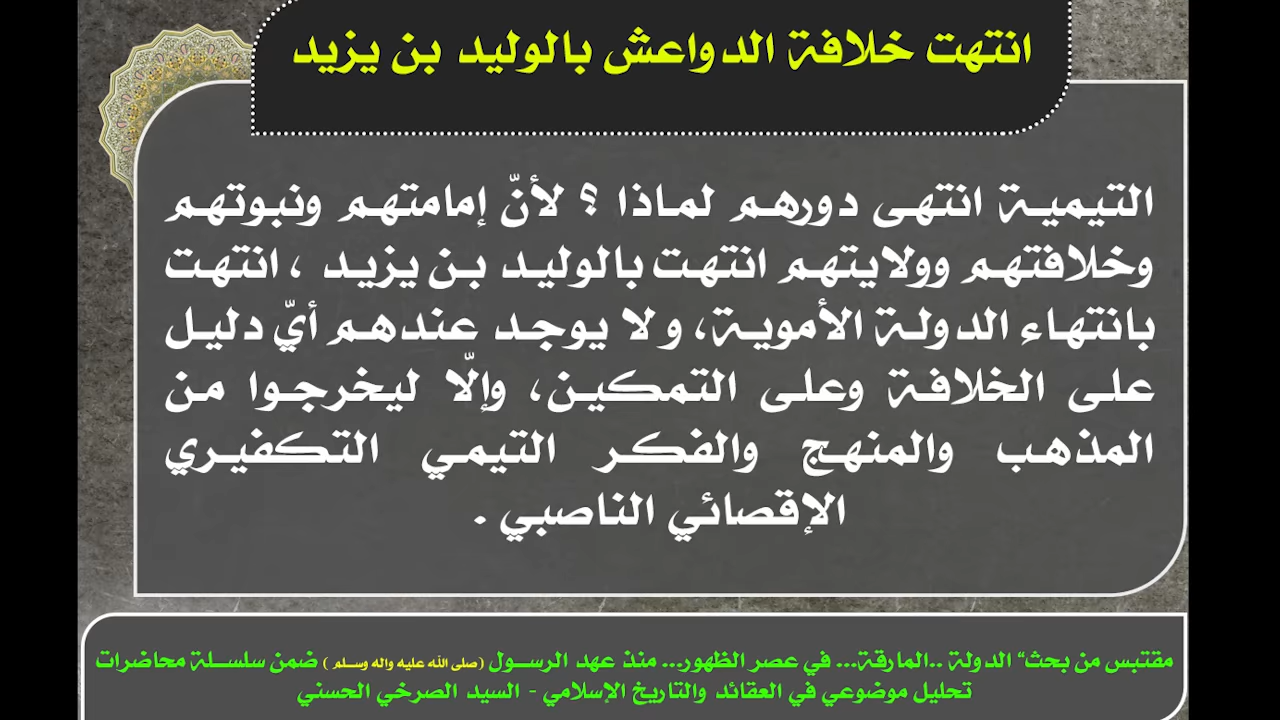 انتهت خلافة الدواعش بالوليد بن يزيد
التيمية انتهى دورهم لماذا ؟ لأنّ إمامتهم ونبوتهم
وخلافتهم وولايتهم انتهت بالوليد بن يزيد ، انتهت
بانتهاء الدولة الأموية، ولا يوجد عندهم أيّ دليل
على الخلافة وعلى التمكين، وإلّا ليخرجوا من
المذهب والمنهج والفكر التيمي التكفيري
الإقصائي الناصبي .
مقتبس من بحث" الدولة ..المارقة... في عصر الظهور... منذ عهد الرسول (صلى الله عليه واله وسلم ) ضمن سلسلة محاضرات
تحليل موضوعي في العقائد والتاريخ الإسلامي - السيد الصرخي الحسني